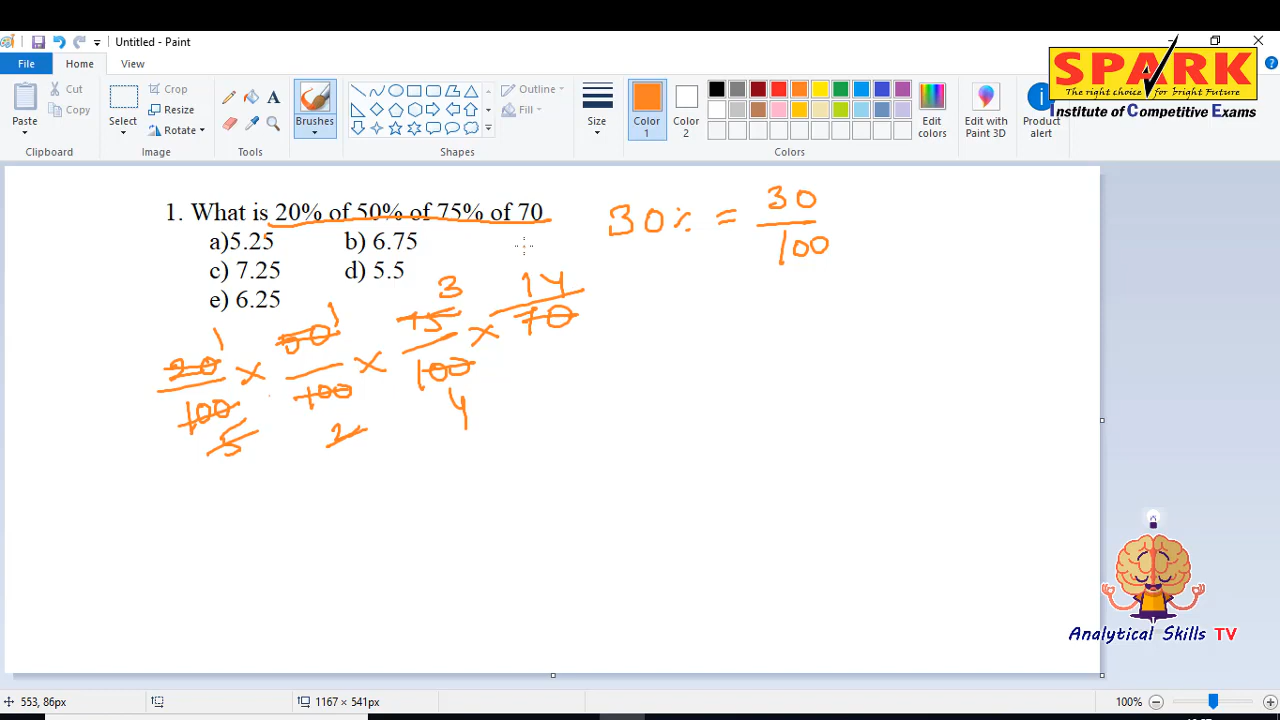 Untitled - Paint
File Home View
Paste
Cut
Copy
Clipboard
Select
Crop
Resize
Rotate
Image
A
Tools
Brushes
Outline
Fill
Shapes
Size
Color 1
Color 2
Edit colors
Edit with Paint 3D
Product alert
Colors
SPARK
The right choice for Bright Future
Institute of Competitive Exams
1. What is 20% of 50% of 75% of 70
a)5.25 b) 6.75
c) 7.25 d) 5.5
e) 6.25
30% = 30
100
1 1 3 14
20 × 50 × 75 × 70
100 100 100
5 2 4
Analytical Skills TV
553, 86px
1167 × 541px
100%